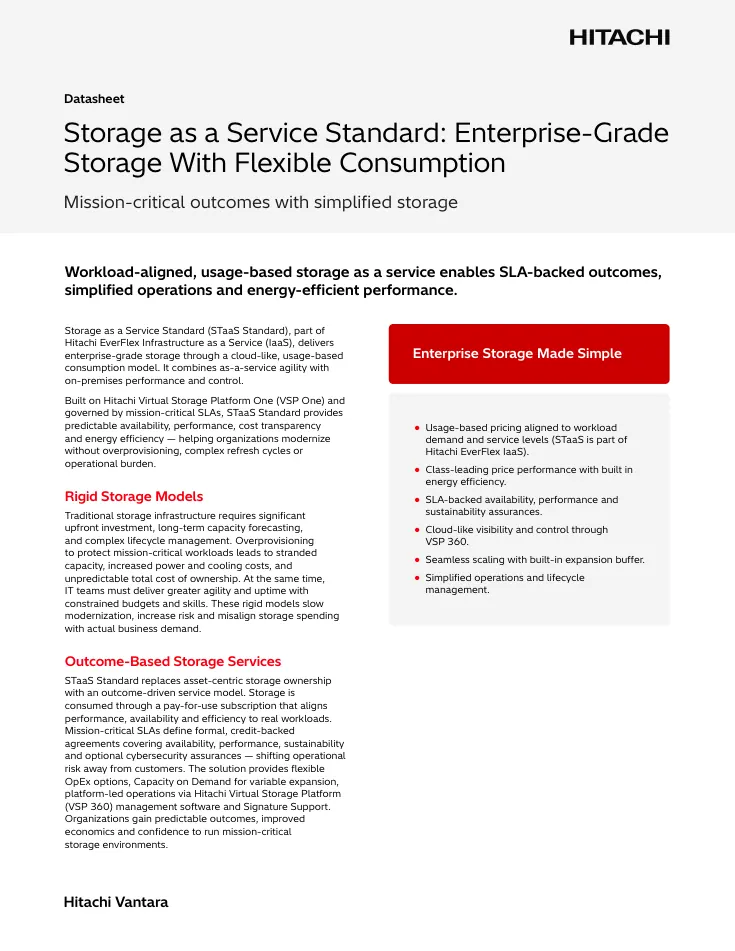 HITACHI
Datasheet
Storage as a Service Standard: Enterprise-Grade
Storage With Flexible Consumption
Mission-critical outcomes with simplified storage
Workload-aligned, usage-based storage as a service enables SLA-backed outcomes,
simplified operations and energy-efficient performance.
Storage as a Service Standard (STaaS Standard), part of
Hitachi EverFlex Infrastructure as a Service (IaaS), delivers
enterprise-grade storage through a cloud-like, usage-based
consumption model. It combines as-a-service agility with
on-premises performance and control.
Built on Hitachi Virtual Storage Platform One (VSP One) and
governed by mission-critical SLAs, STaaS Standard provides
predictable availability, performance, cost transparency
and energy efficiency — helping organizations modernize
without overprovisioning, complex refresh cycles or
operational burden.
Rigid Storage Models
Traditional storage infrastructure requires significant
upfront investment, long-term capacity forecasting,
and complex lifecycle management. Overprovisioning
to protect mission-critical workloads leads to stranded
capacity, increased power and cooling costs, and
unpredictable total cost of ownership. At the same time,
IT teams must deliver greater agility and uptime with
constrained budgets and skills. These rigid models slow
modernization, increase risk and misalign storage spending
with actual business demand.
Outcome-Based Storage Services
STaaS Standard replaces asset-centric storage ownership
with an outcome-driven service model. Storage is
consumed through a pay-for-use subscription that aligns
performance, availability and efficiency to real workloads.
Mission-critical SLAs define formal, credit-backed
agreements covering availability, performance, sustainability
and optional cybersecurity assurances — shifting operational
risk away from customers. The solution provides flexible
OpEx options, Capacity on Demand for variable expansion,
platform-led operations via Hitachi Virtual Storage Platform
(VSP 360) management software and Signature Support.
Organizations gain predictable outcomes, improved
economics and confidence to run mission-critical
storage environments.
Enterprise Storage Made Simple
• Usage-based pricing aligned to workload
demand and service levels (STaaS is part of
Hitachi EverFlex IaaS).
• Class-leading price performance with built in
energy efficiency.
• SLA-backed availability, performance and
sustainability assurances.
• Cloud-like visibility and control through
VSP 360.
• Seamless scaling with built-in expansion buffer.
• Simplified operations and lifecycle
management.
Hitachi Vantara